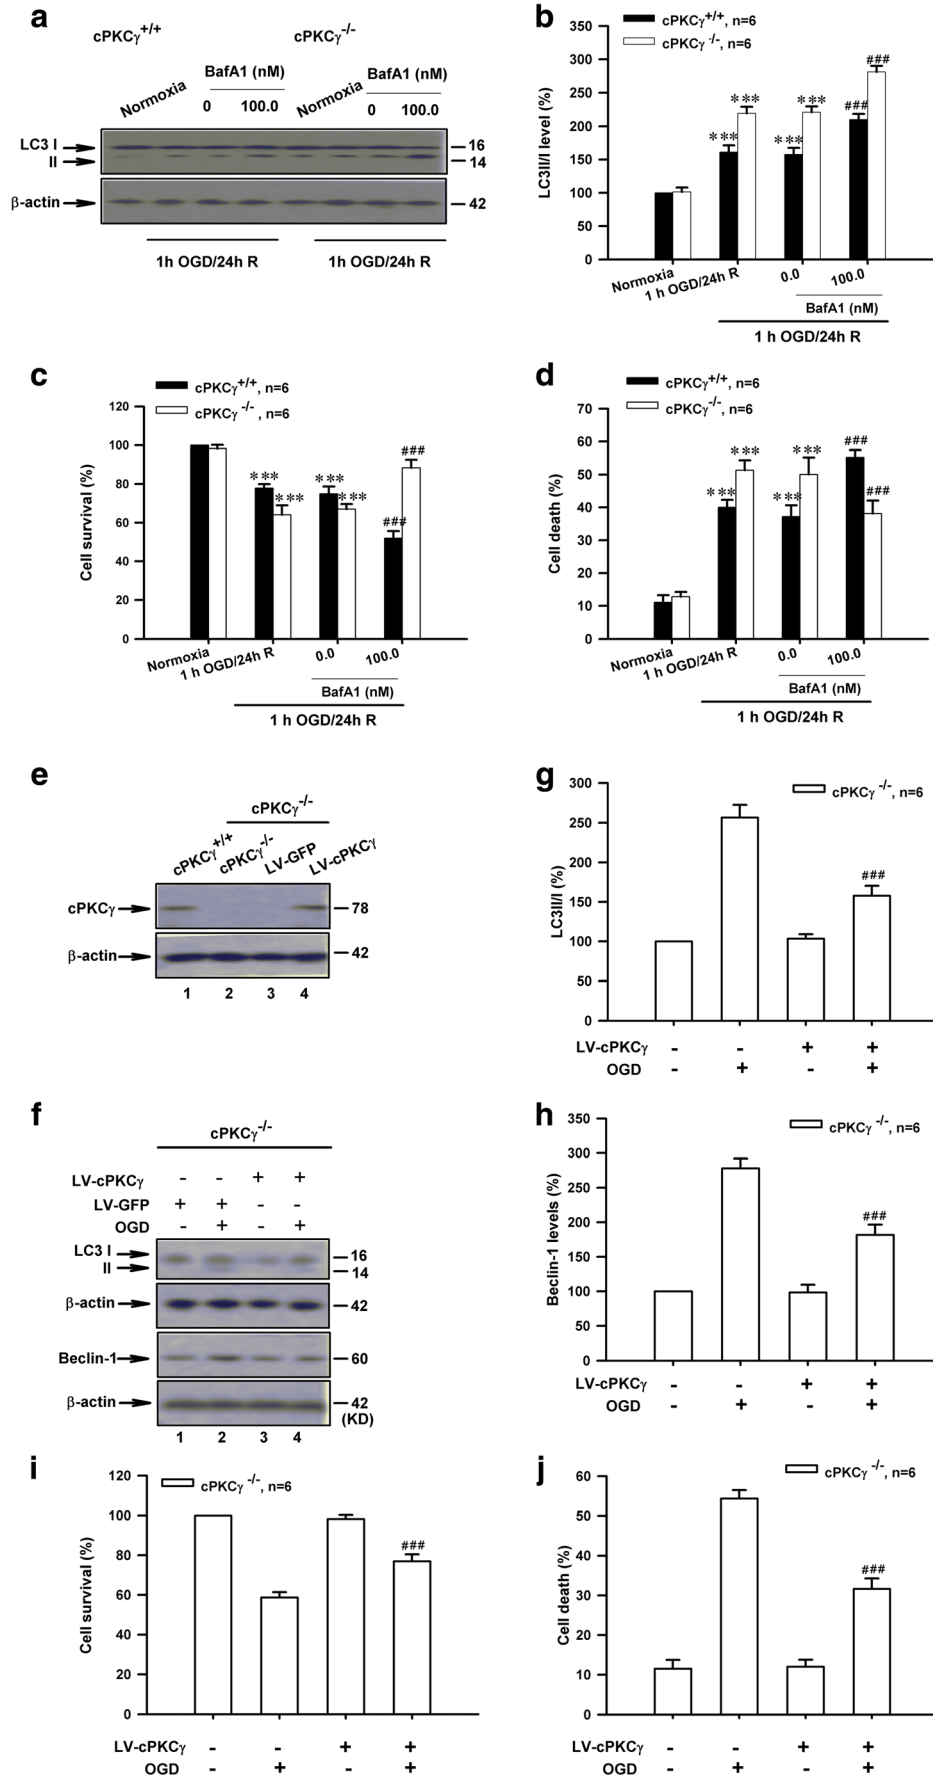 a
cPKCγ+/+ cPKCγ-/-
Normoxia BafA1 (nM) Normoxia BafA1 (nM)
0 100.0 0 100.0
LC3 I 16
II 14
β-actin 42
1h OGD/24h R 1h OGD/24h R
b
cPKCγ+/+, n=6
cPKCγ -/-, n=6
LC3II/I level (%)
350
300
250
200
150
100
50
0
*** *** *** *** ### ###
Normoxia 1 h OGD/24h R 0.0 100.0
BafA1 (nM)
1 h OGD/24h R
c
cPKCγ+/+, n=6
cPKCγ -/-, n=6
Cell survival (%)
120
100
80
60
40
20
0
*** *** *** *** ### ###
Normoxia 1 h OGD/24h R 0.0 100.0
BafA1 (nM)
1 h OGD/24h R
d
cPKCγ+/+, n=6
cPKCγ-/-, n=6
Cell death (%)
70
60
50
40
30
20
10
0
*** *** *** *** ### ###
Normoxia 1 h OGD/24h R 0.0 100.0
BafA1 (nM)
1 h OGD/24h R
e
cPKCγ-/-
cPKCγ+/+ cPKCγ-/- LV-GFP LV-cPKCγ
cPKCγ 78
β-actin 42
1 2 3 4
g
cPKCγ -/-, n=6
LC3II/I (%)
300
250
200
150
100
50
0
###
LV-cPKCγ - - + +
OGD - + - +
f
cPKCγ-/-
LV-cPKCγ - - + +
LV-GFP + + - -
OGD - + - +
LC3 I 16
II 14
β-actin 42
Beclin-1 60
β-actin 42
(KD)
1 2 3 4
h
cPKCγ -/-, n=6
Beclin-1 levels (%)
350
300
250
200
150
100
50
0
###
LV-cPKCγ - - + +
OGD - + - +
i
cPKCγ -/-, n=6
Cell survival (%)
120
100
80
60
40
20
0
###
LV-cPKCγ - - + +
OGD - + - +
j
cPKCγ -/-, n=6
Cell death (%)
60
50
40
30
20
10
0
###
LV-cPKCγ - - + +
OGD - + - +